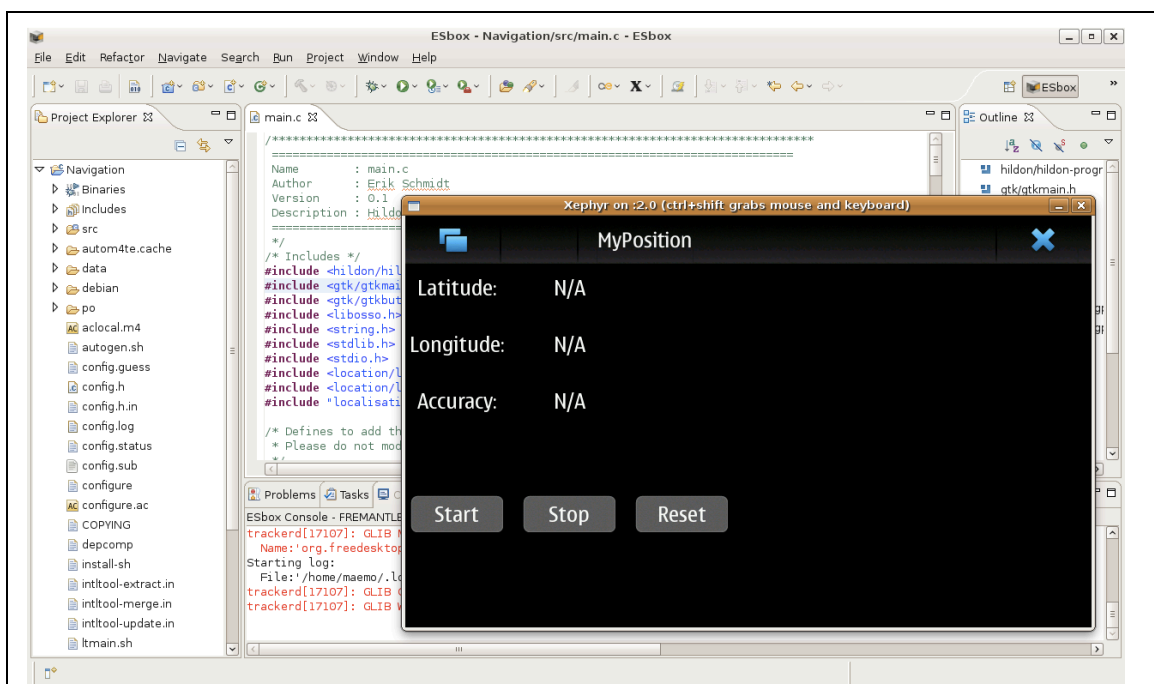 ESbox - Navigation/src/main.c - ESbox
File Edit Refactor Navigate Search Run Project Window Help
ESbox
Project Explorer
Navigation
Binaries
Includes
src
autom4te.cache
data
debian
po
aclocal.m4
autogen.sh
config.guess
config.h
config.h.in
config.log
config.status
config.sub
configure
configure.ac
COPYING
depcomp
install-sh
intltool-extract.in
intltool-merge.in
intltool-update.in
ltmain.sh
main.c
Name : main.c
Author : Erik Schmidt
Version : 0.1
Description : Hildo
*/
/* Includes */
#include <hildon/hil
#include <gtk/gtkmai
#include <gtk/gtkbut
#include <libosso.h>
#include <string.h>
#include <stdlib.h>
#include <stdio.h>
#include <location/l
#include <location/l
#include "localisati
/* Defines to add th
* Please do not mod
Outline
hildon/hildon-progr
gtk/gtkmain.h
Xephyr on :2.0 (ctrl+shift grabs mouse and keyboard)
MyPosition
Latitude: N/A
Longitude: N/A
Accuracy: N/A
Start Stop Reset
Problems Tasks
ESbox Console - FREMANTLE
trackerd[17107]: GLIB
Name:'org.freedesktop
Starting log:
File:'/home/maemo/.lo
trackerd[17107]: GLIB
trackerd[17107]: GLIB